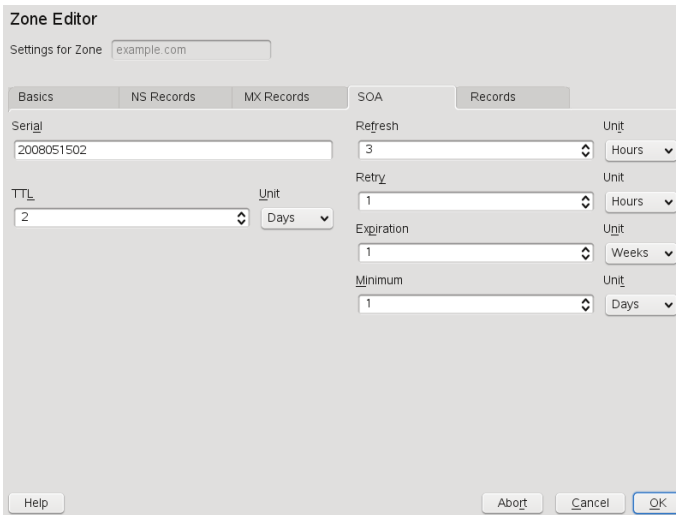 Zone Editor
Settings for Zone example.com
Basics NS Records MX Records SOA Records
Serial
2008051502
TTL Unit
2 Days
Refresh Unit
3 Hours
Retry Unit
1 Hours
Expiration Unit
1 Weeks
Minimum Unit
1 Days
Help Abort Cancel OK